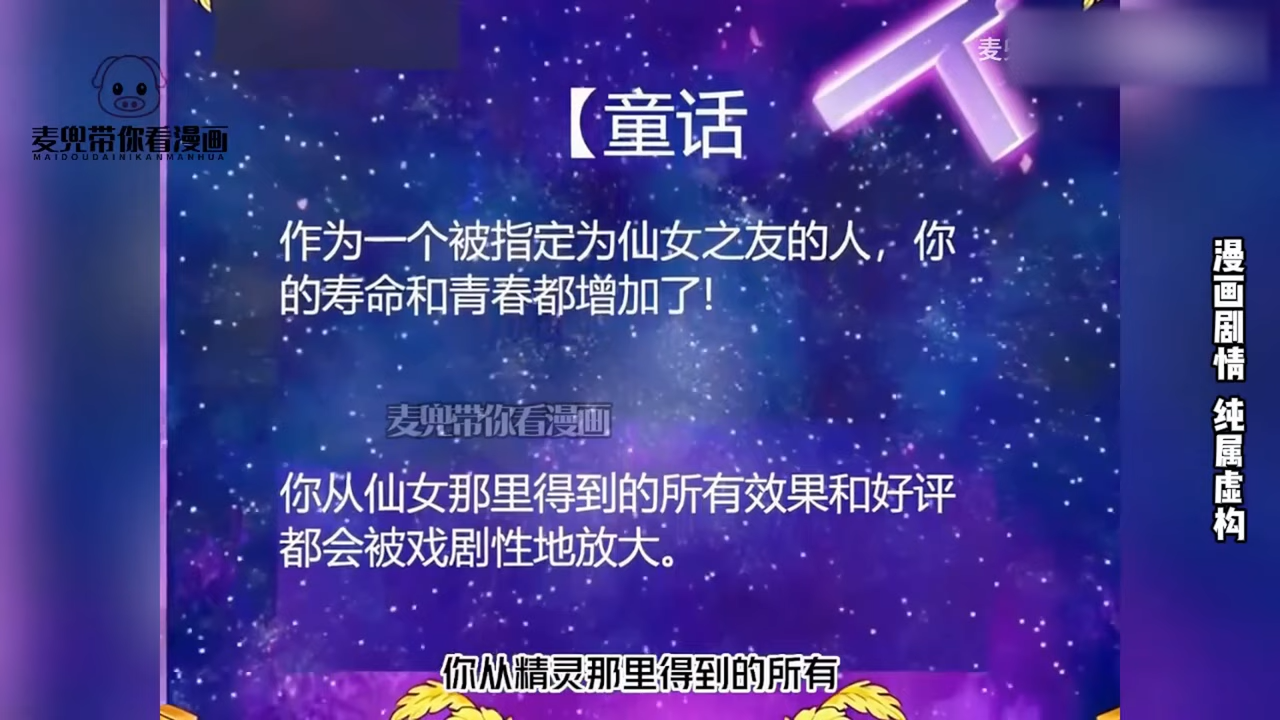 麦兜带你看漫画
MAIDOUDAINIKANMANHUA
麦
【童话
作为一个被指定为仙女之友的人，你
的寿命和青春都增加了!
麦兜带你看漫画
你从仙女那里得到的所有效果和好评
都会被戏剧性地放大。
你从精灵那里得到的所有
漫画剧情 纯属虚构